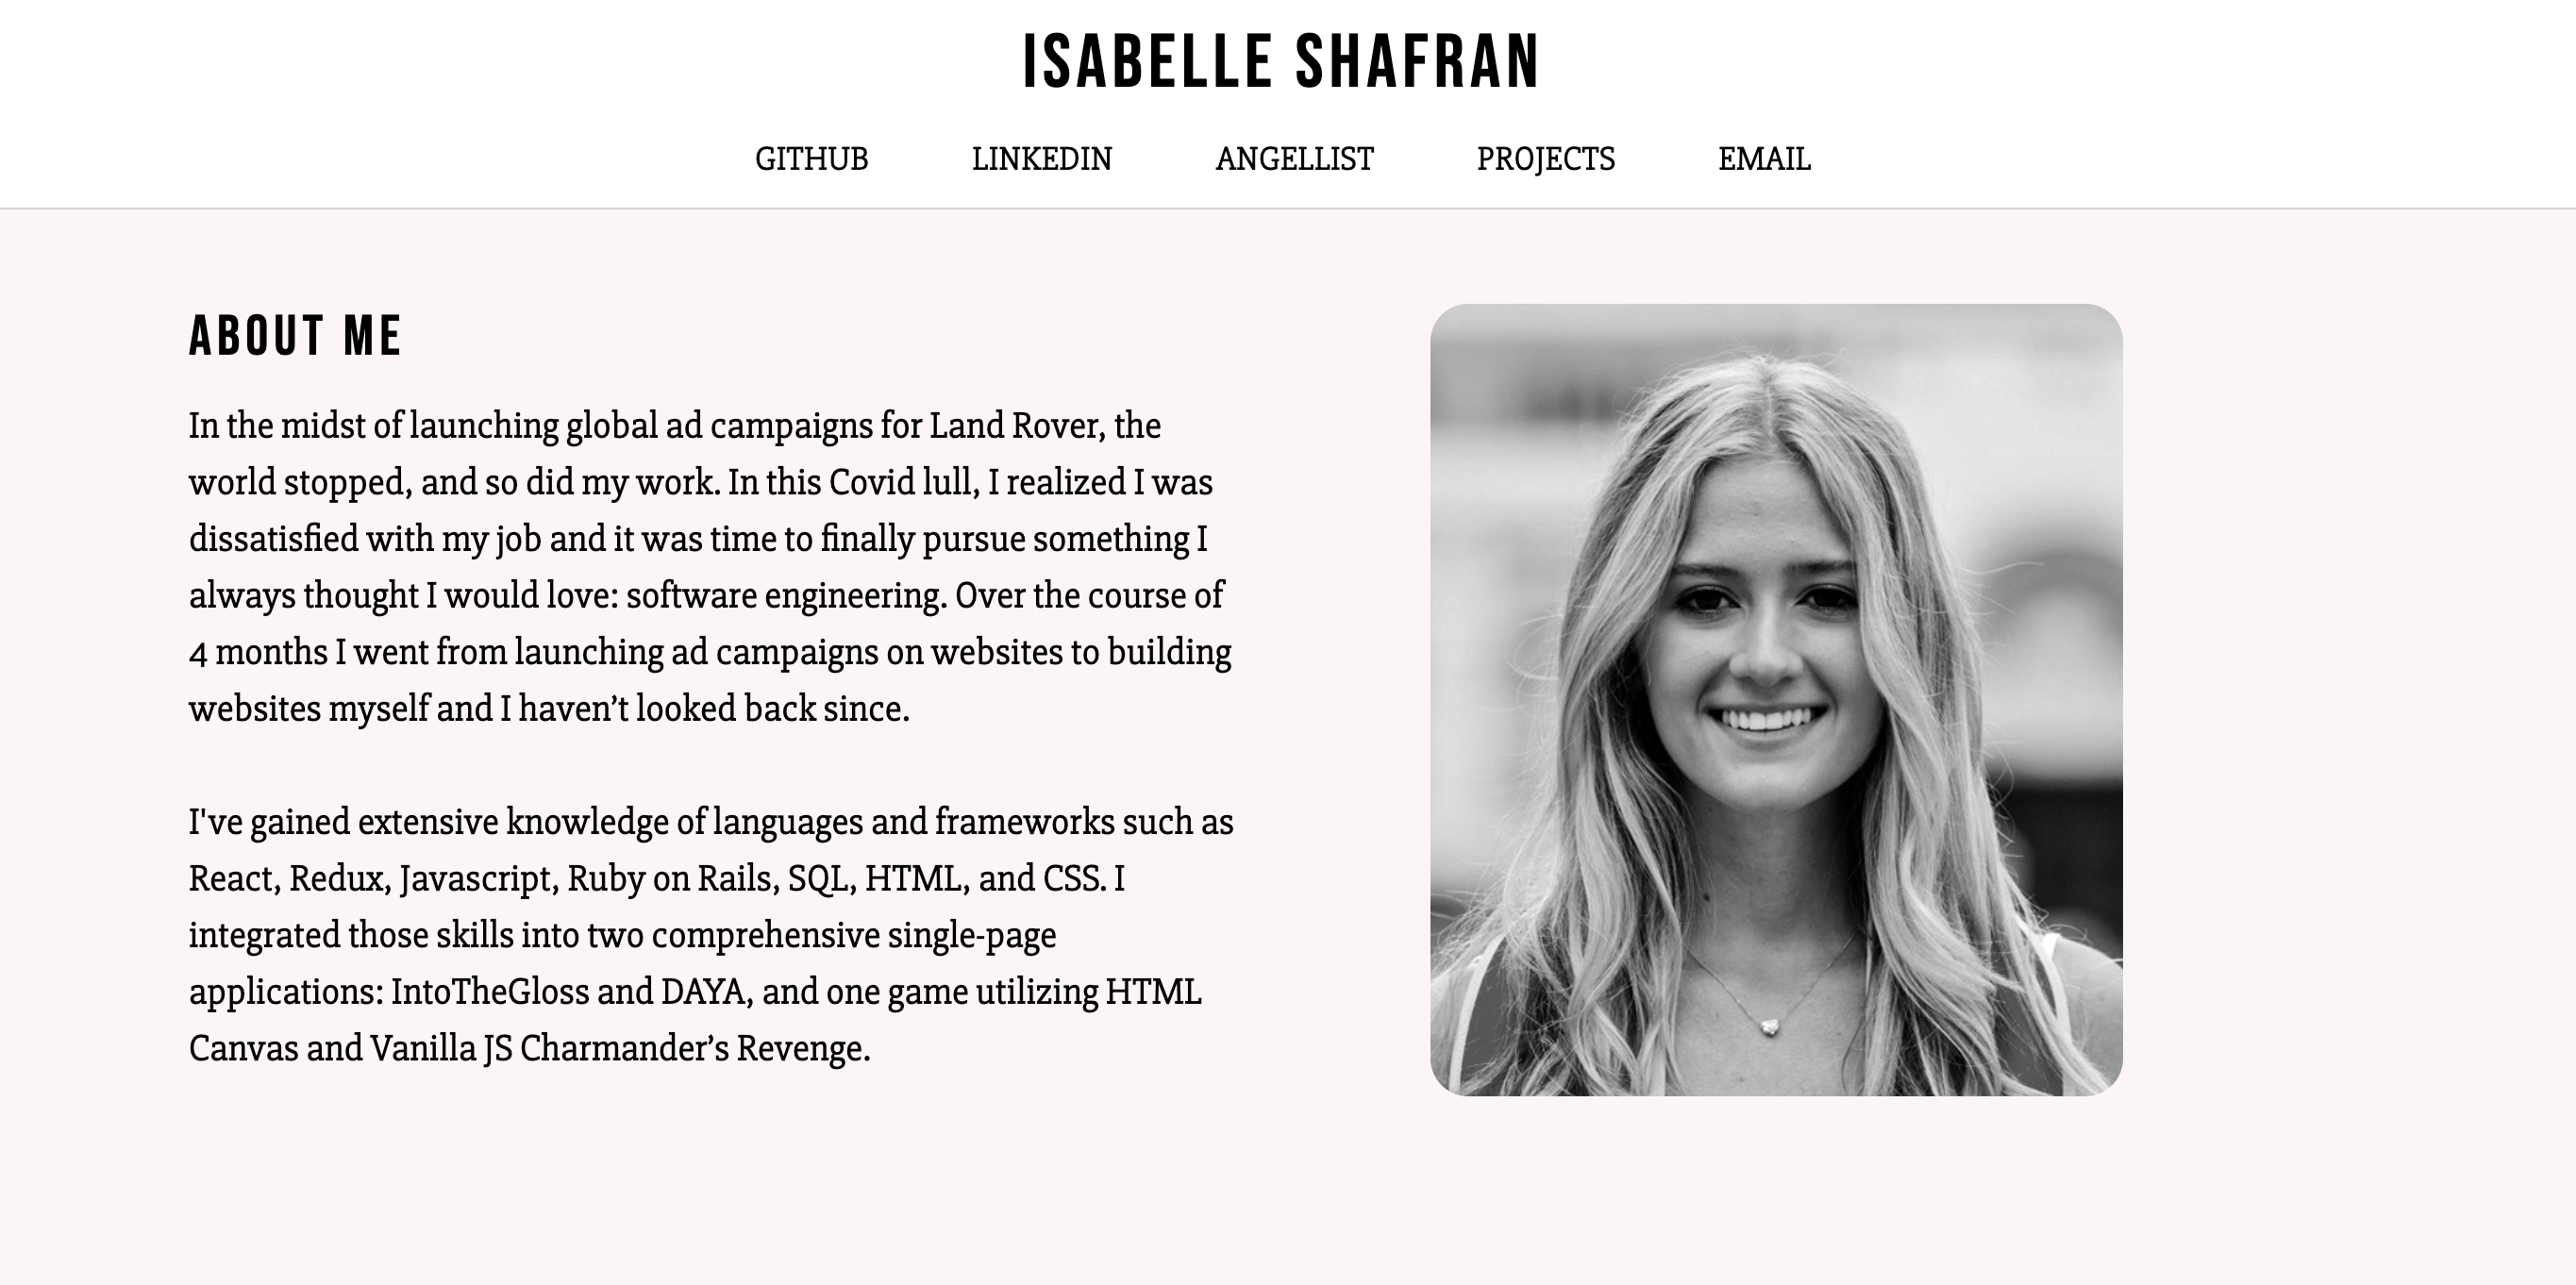 ISABELLE SHAFRAN
GITHUB LINKEDIN ANGELLIST PROJECTS EMAIL
ABOUT ME
In the midst of launching global ad campaigns for Land Rover, the
world stopped, and so did my work. In this Covid lull, I realized I was
dissatisfied with my job and it was time to finally pursue something I
always thought I would love: software engineering. Over the course of
4 months I went from launching ad campaigns on websites to building
websites myself and I haven’t looked back since.
I've gained extensive knowledge of languages and frameworks such as
React, Redux, Javascript, Ruby on Rails, SQL, HTML, and CSS. I
integrated those skills into two comprehensive single-page
applications: IntoTheGloss and DAYA, and one game utilizing HTML
Canvas and Vanilla JS Charmander’s Revenge.